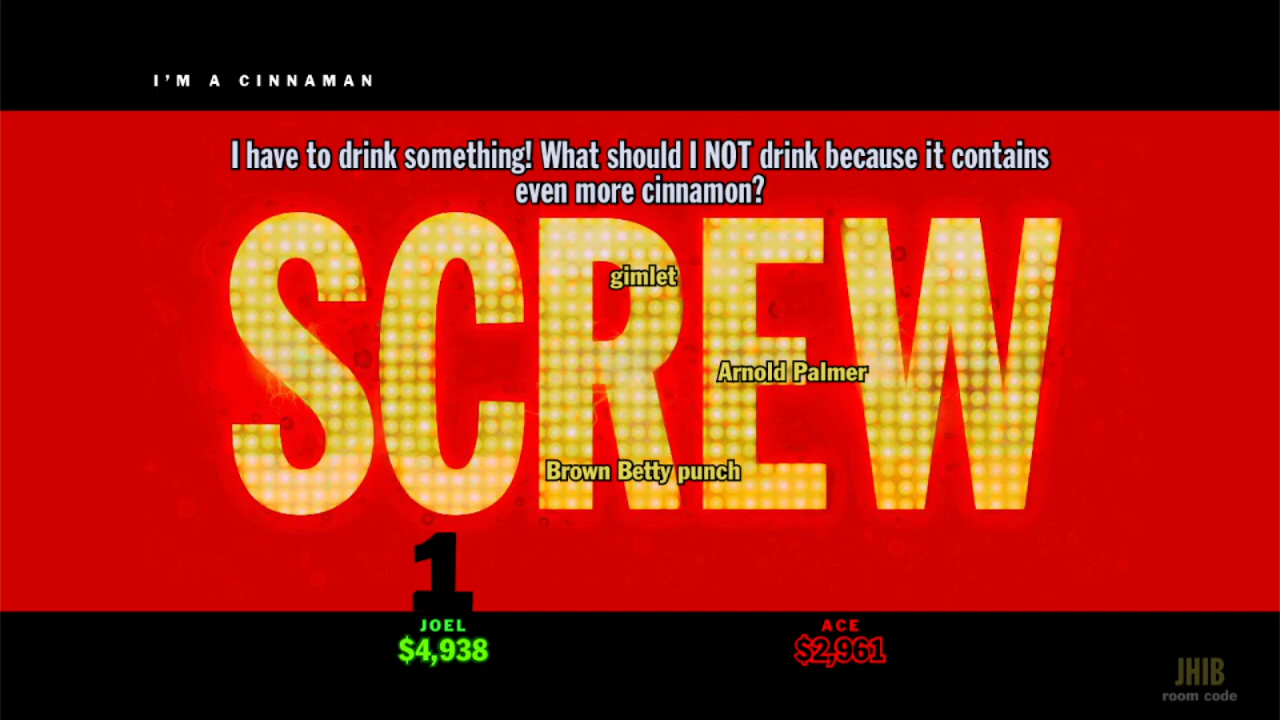 I'M A CINNAMAN
I have to drink something! What should I NOT drink because it contains
even more cinnamon?
SCREW
gimlet
Arnold Palmer
Brown Betty punch
1
JOEL
$4,938
ACE
$2,961
JHIB
room code